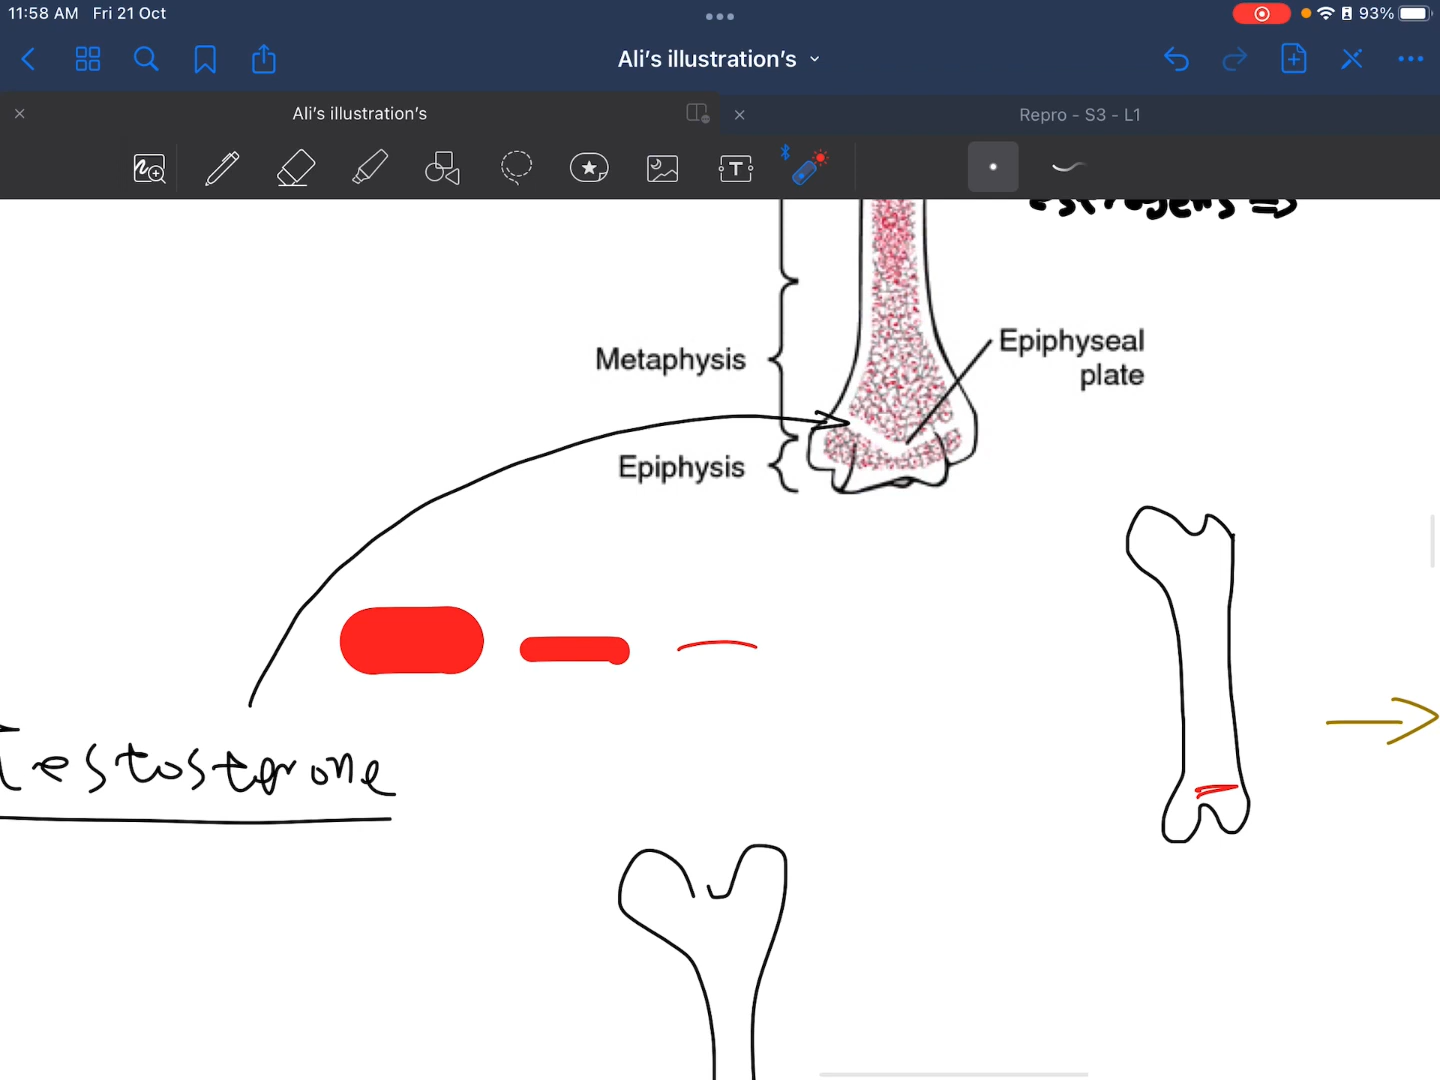 11:58 AM Fri 21 Oct
93%
Ali's illustration's
Ali's illustration's
Repro - S3 - L1
estrogens ⇒
Metaphysis
Epiphyseal
plate
Epiphysis
Testosterone